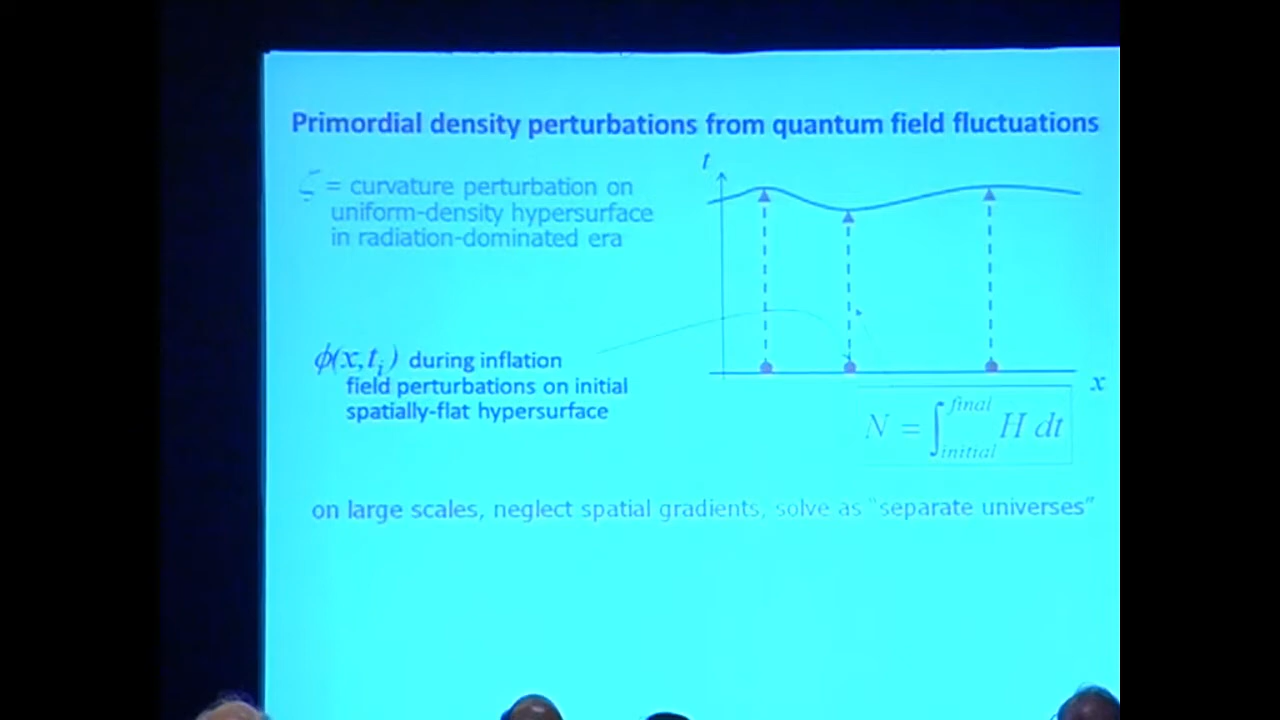 Primordial density perturbations from quantum field fluctuations
t
ζ = curvature perturbation on
uniform-density hypersurface
in radiation-dominated era
ϕ(x,tᵢ) during inflation
field perturbations on initial
spatially-flat hypersurface
x
N = ∫ᵢₙᵢₜᵢₐₗ^final H dt
on large scales, neglect spatial gradients, solve as "separate universes"